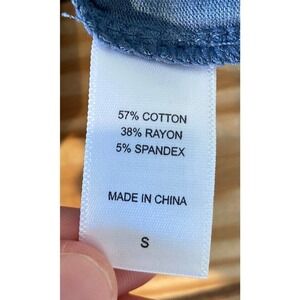 57% COTTON
38% RAYON
5% SPANDEX
MADE IN CHINA
S